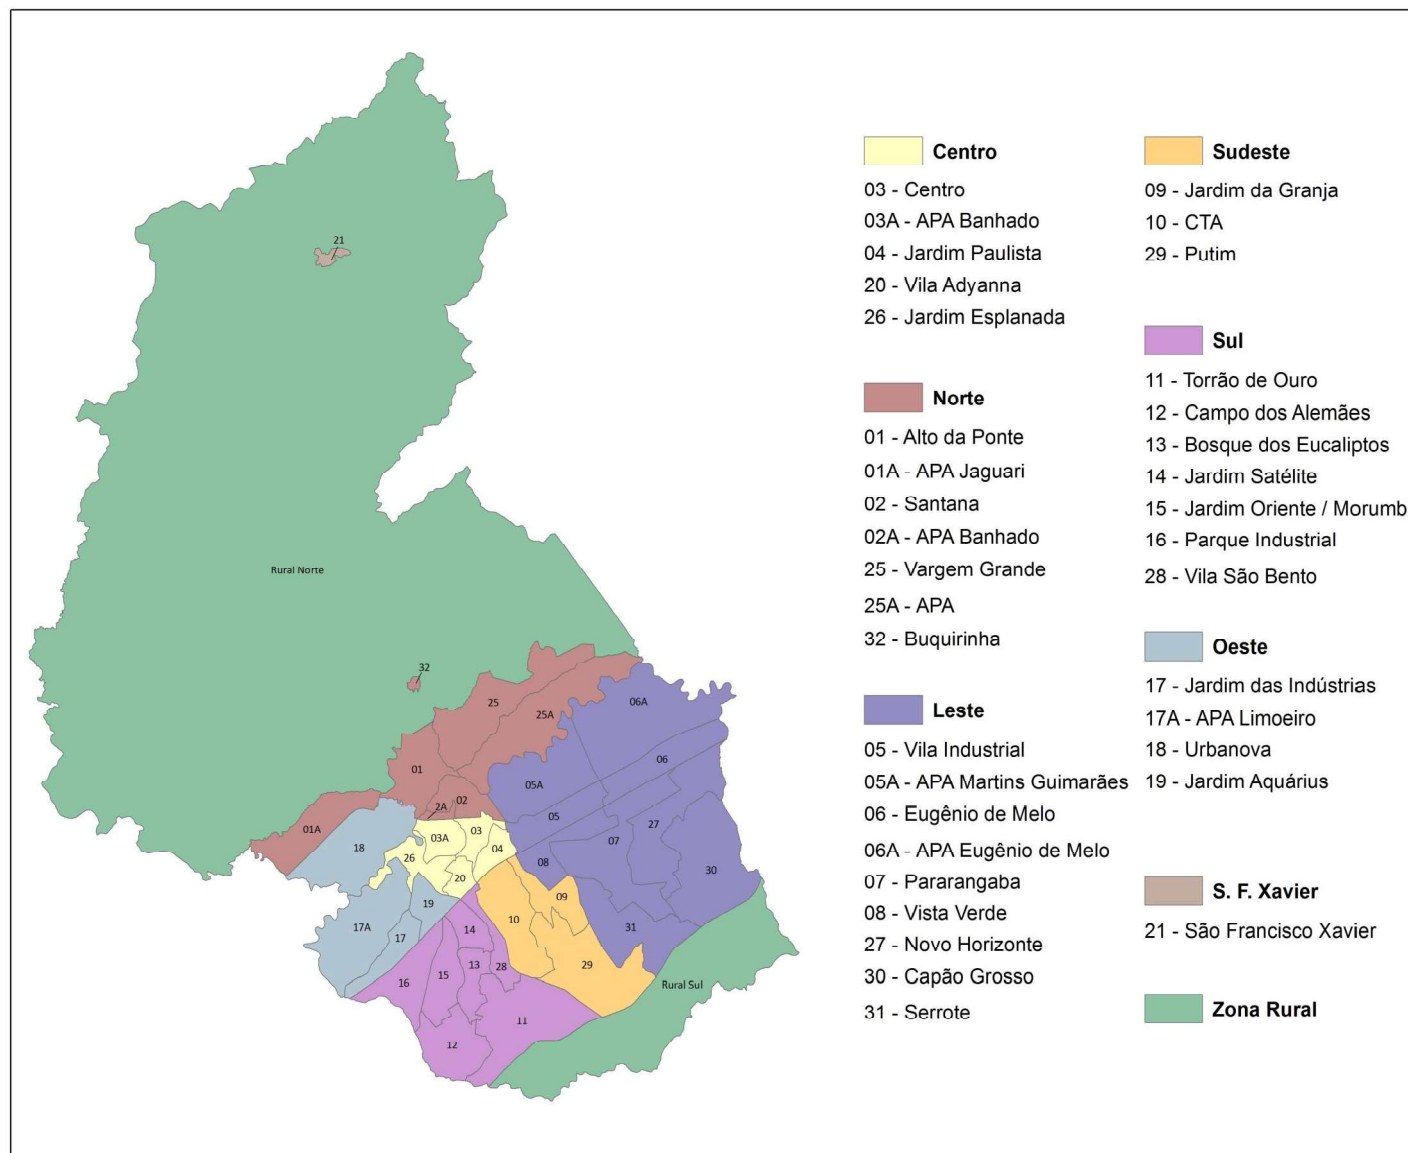 Centro
03 - Centro
03A - APA Banhado
04 - Jardim Paulista
20 - Vila Adyanna
26 - Jardim Esplanada
Norte
01 - Alto da Ponte
01A - APA Jaguari
02 - Santana
02A - APA Banhado
25 - Vargem Grande
25A - APA
32 - Buquirinha
Leste
05 - Vila Industrial
05A - APA Martins Guimarães
06 - Eugênio de Melo
06A - APA Eugênio de Melo
07 - Pararangaba
08 - Vista Verde
27 - Novo Horizonte
30 - Capão Grosso
31 - Serrote
Sudeste
09 - Jardim da Granja
10 - CTA
29 - Putim
Sul
11 - Torrão de Ouro
12 - Campo dos Alemães
13 - Bosque dos Eucaliptos
14 - Jardim Satélite
15 - Jardim Oriente / Morumb
16 - Parque Industrial
28 - Vila São Bento
Oeste
17 - Jardim das Indústrias
17A - APA Limoeiro
18 - Urbanova
19 - Jardim Aquárius
S. F. Xavier
21 - São Francisco Xavier
Zona Rural
21
Rural Norte
32
25
25A
06A
01
06
05A
2A
02
01A
05
03A
03
18
04
07
27
26
08
20
30
19
09
17A
10
14
31
17
13
28
29
15
16
Rural Sul
11
12